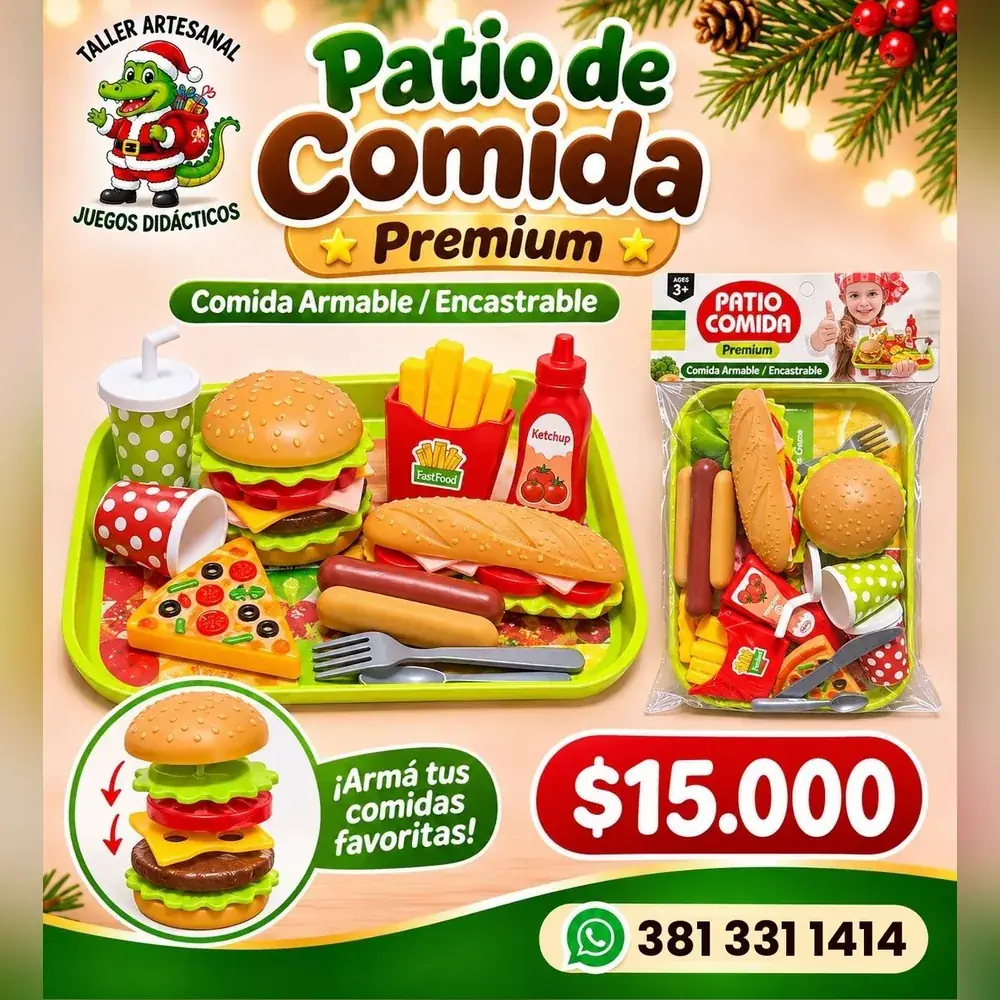 TALLER ARTESANAL
JUEGOS DIDÁCTICOS
Patio de
Comida
Premium
Comida Armable / Encastrable
AGES
3+
PATIO
COMIDA
Premium
Comida Armable / Encastrable
FastFood
Ketchup
¡Armá tus
comidas
favoritas!
$15.000
381 331 1414